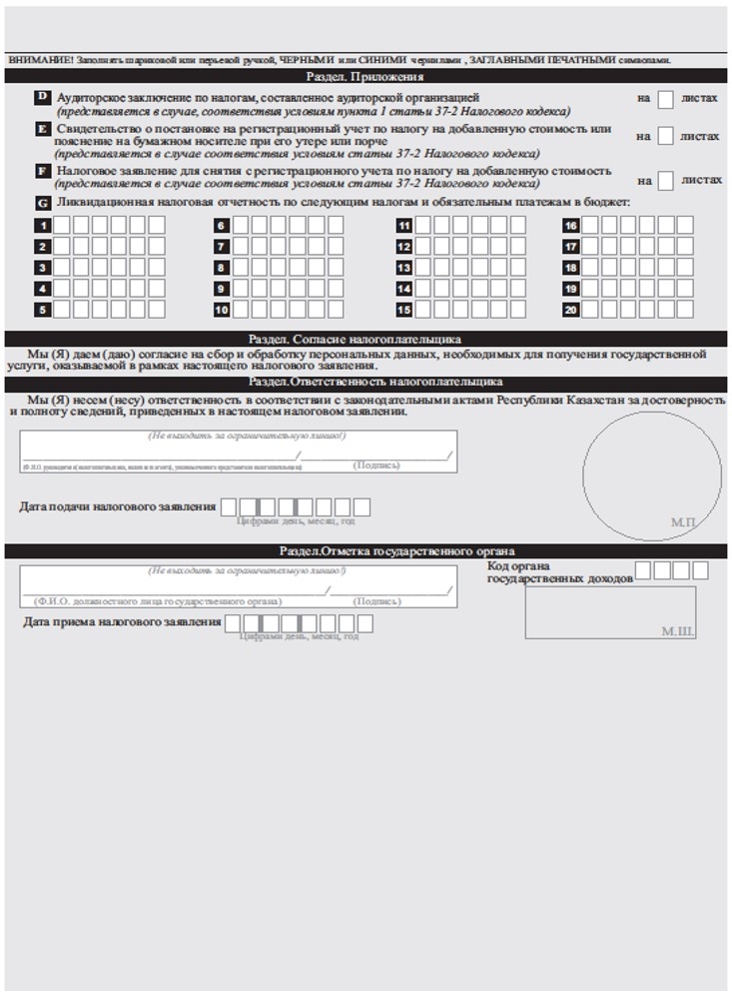 ВНИМАНИЕ! Заполнять шариковой или перьевой ручкой, ЧЕРНЫМИ или СИНИМИ чернилами , ЗАГЛАВНЫМИ ПЕЧАТНЫМИ символами.
Раздел. Приложения
D Аудиторское заключение по налогам, составленное аудиторской организацией на листах
(представляется в случае, соответствия условиям пункта 1 статьи 37-2 Налогового кодекса)
E Свидетельство о постановке на регистрационный учет по налогу на добавленную стоимость или
пояснение на бумажном носителе при его утере или порче на листах
(представляется в случае соответствия условиям статьи 37-2 Налогового кодекса)
F Налоговое заявление для снятия с регистрационного учета по налогу на добавленную стоимость
(представляется в случае соответствия условиям статьи 37-2 Налогового кодекса) на листах
G Ликвидационная налоговая отчетность по следующим налогам и обязательным платежам в бюджет:
1 6 11 16
2 7 12 17
3 8 13 18
4 9 14 19
5 10 15 20
Раздел. Согласие налогоплательщика
Мы (Я) даем (даю) согласие на сбор и обработку персональных данных, необходимых для получения государственной
услуги, оказываемой в рамках настоящего налогового заявления.
Раздел.Ответственность налогоплательщика
Мы (Я) несем (несу) ответственность в соответствии с законодательными актами Республики Казахстан за достоверность
и полноту сведений, приведенных в настоящем налоговом заявлении.
(Не выходить за ограничительную линию!)
/ /
(Подпись)
Дата подачи налогового заявления
Цифрами день, месяц, год
М.П.
Раздел.Отметка государственного органа
(Не выходить за ограничительную линию!)
Код органа
государственных доходов
/ /
(Ф.И.О. должностного лица государственного органа) (Подпись)
Дата приема налогового заявления
Цифрами день, месяц, год
М.Ш.